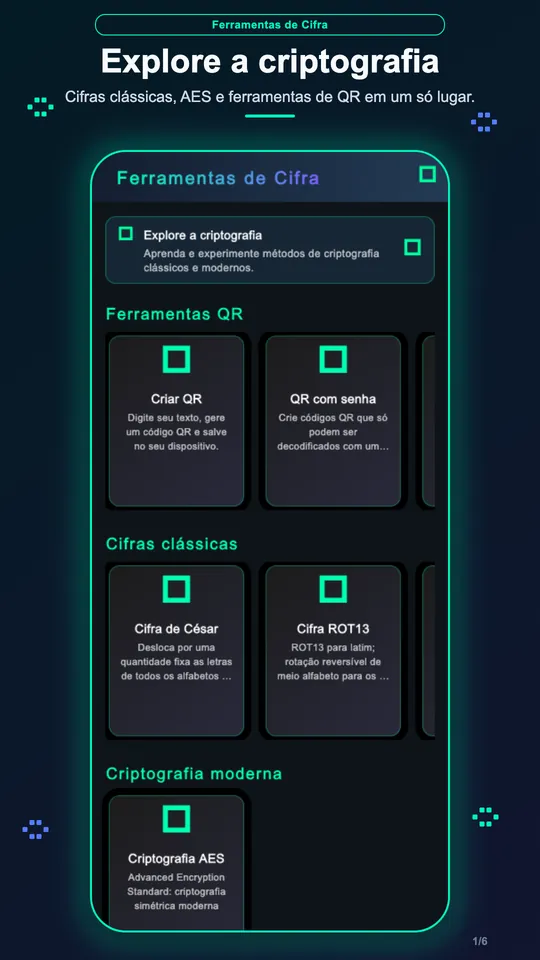 Ferramentas de Cifra
Explore a criptografia
Cifras clássicas, AES e ferramentas de QR em um só lugar.
Ferramentas de Cifra
Explore a criptografia
Aprenda e experimente métodos de criptografia
clássicos e modernos.
Ferramentas QR
Criar QR
Digite seu texto, gere
um código QR e salve
no seu dispositivo.
QR com senha
Crie códigos QR que só
podem ser
decodificados com um…
Cifras clássicas
Cifra de César
Desloca por uma
quantidade fixa as letras
de todos os alfabetos …
Cifra ROT13
ROT13 para latim;
rotação reversível de
meio alfabeto para os …
Criptografia moderna
Criptografia AES
Advanced Encryption
Standard: criptografia
simétrica moderna
1/6